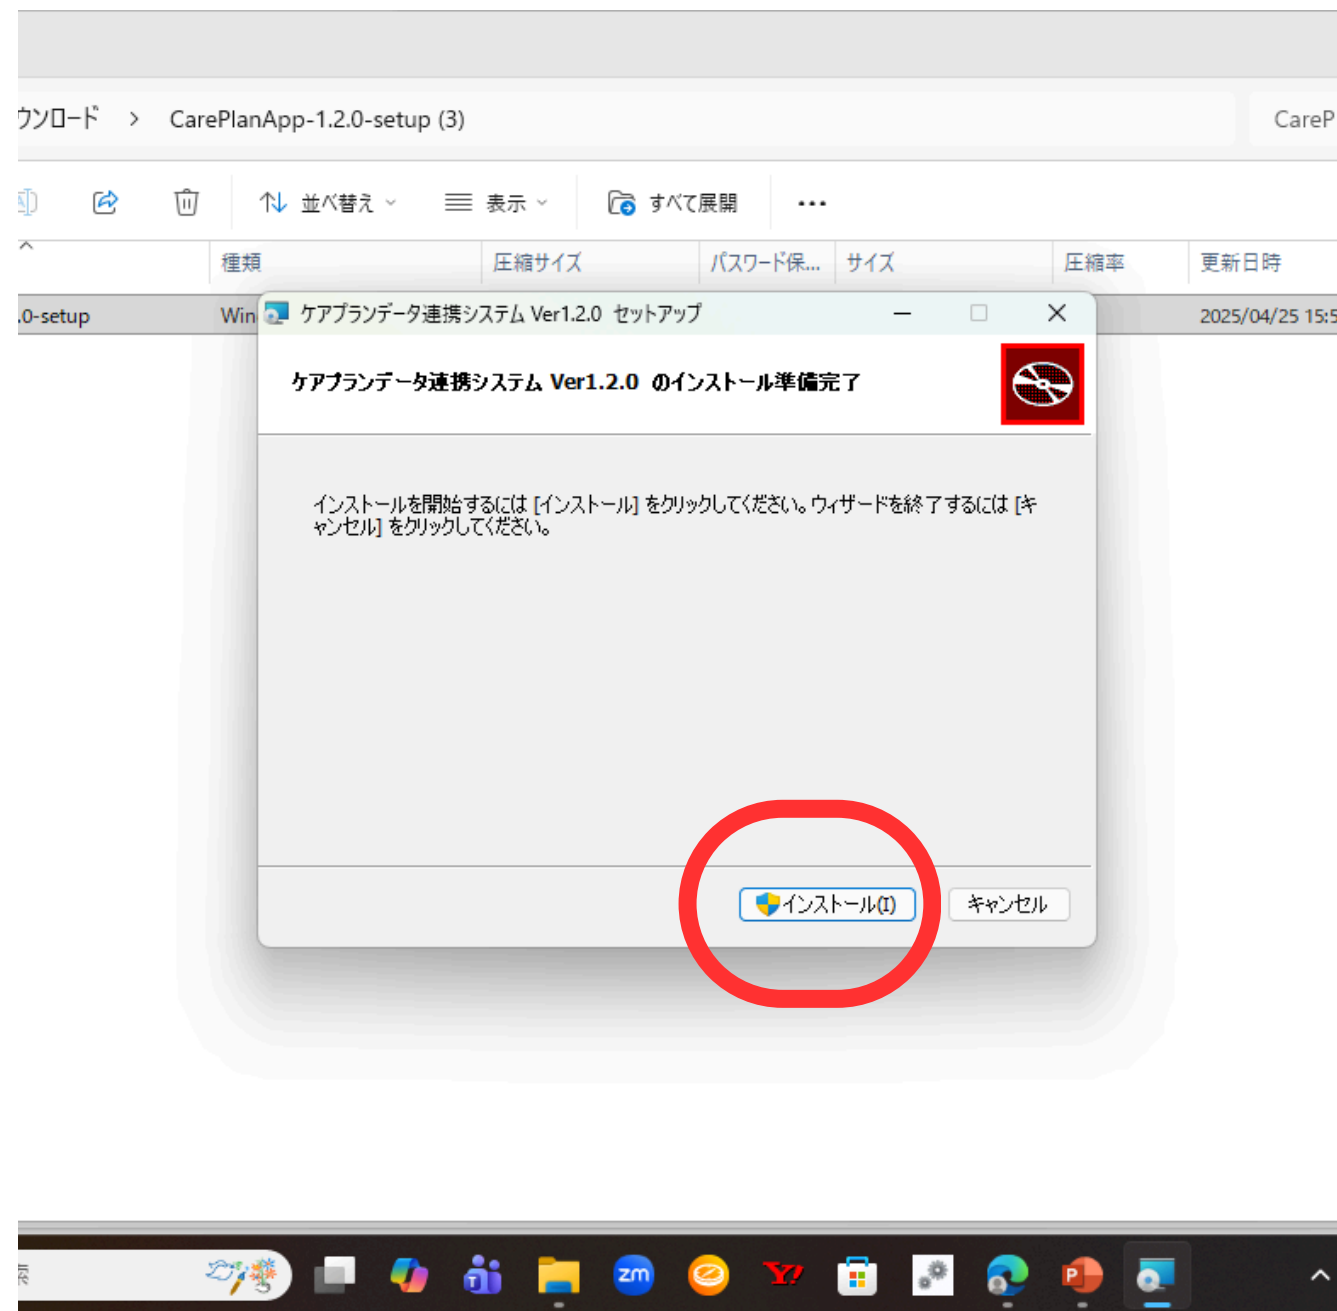 ウンロード > CarePlanApp-1.2.0-setup (3)
CareP
並べ替え
表示
すべて展開
種類
圧縮サイズ
パスワード保...
サイズ
圧縮率
更新日時
.0-setup
Win
2025/04/25 15:5
ケアプランデータ連携システム Ver1.2.0 セットアップ
ケアプランデータ連携システム Ver1.2.0 のインストール準備完了
インストールを開始するには [インストール] をクリックしてください。ウィザードを終了するには [キ
ャンセル] をクリックしてください。
インストール(I)
キャンセル
索
zm
Y!
P